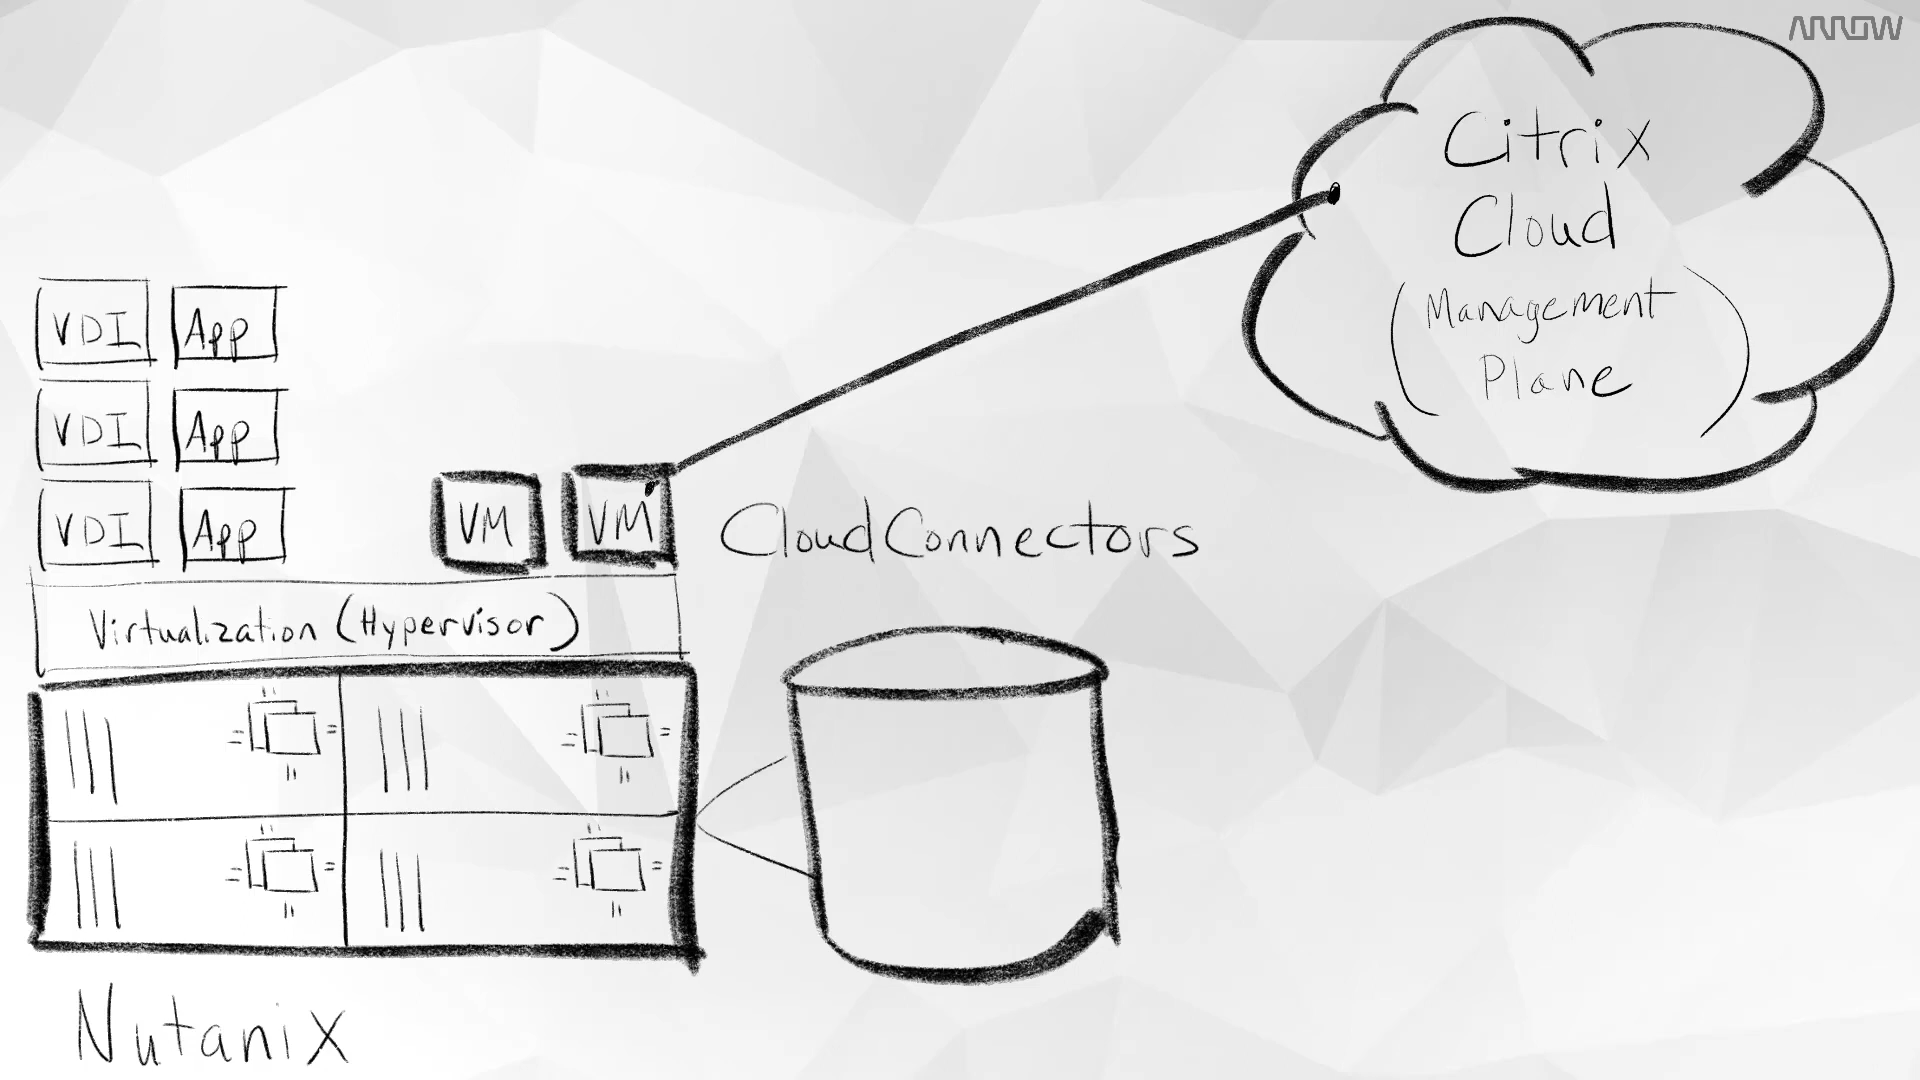 ARROW
Citrix
Cloud
(Management
Plane)
VDI App
VDI App
VDI App
VM VM
Cloud Connectors
Virtualization (Hypervisor)
Nutanix